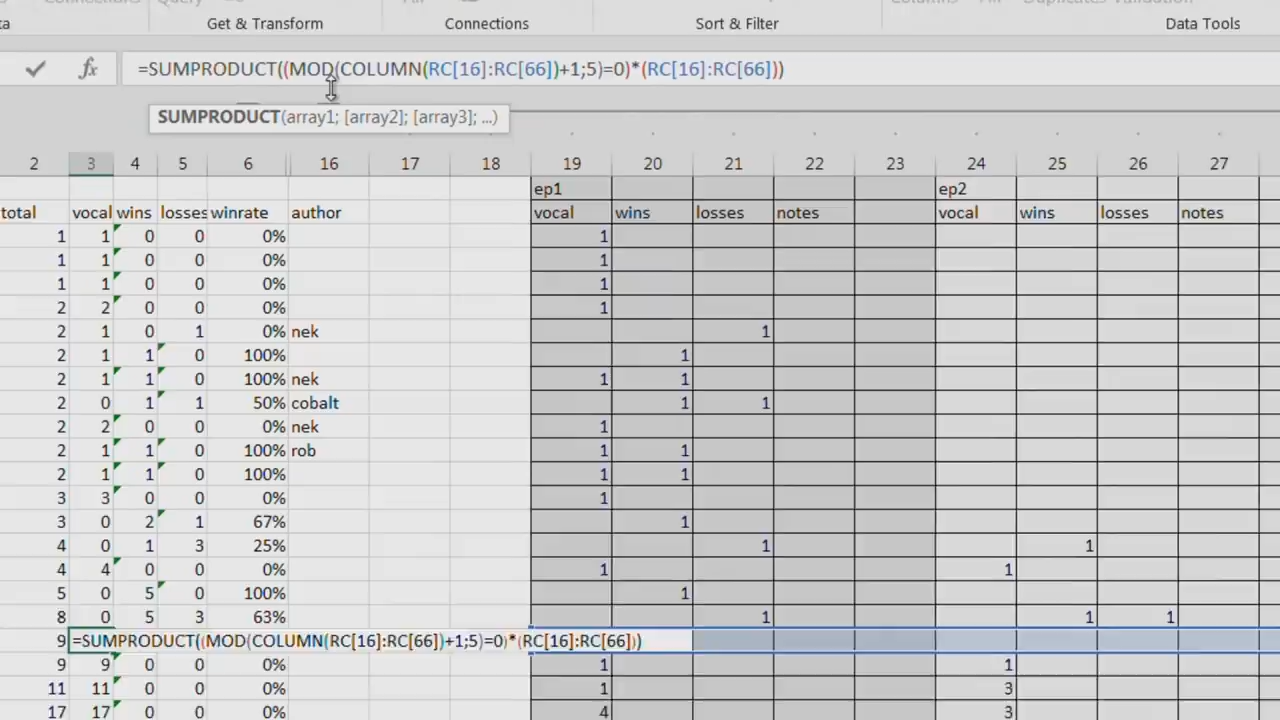 Get & Transform Connections Sort & Filter Data Tools
fx =SUMPRODUCT((MOD(COLUMN(RC[16]:RC[66])+1;5)=0)*(RC[16]:RC[66]))
SUMPRODUCT(array1; [array2]; [array3]; ...)
2 3 4 5 6 16 17 18 19 20 21 22 23 24 25 26 27
ep1 ep2
total vocal wins losses winrate author vocal wins losses notes vocal wins losses notes
1 1 0 0 0% 1
1 1 0 0 0% 1
1 1 0 0 0% 1
2 2 0 0 0% 1
2 1 0 1 0% nek 1
2 1 1 0 100% 1
2 1 1 0 100% nek 1 1
2 0 1 1 50% cobalt 1 1
2 2 0 0 0% nek 1
2 1 1 0 100% rob 1 1
2 1 1 0 100% 1 1
3 3 0 0 0% 1
3 0 2 1 67% 1
4 0 1 3 25% 1 1
4 4 0 0 0% 1 1
5 0 5 0 100% 1
8 0 5 3 63% 1 1 1
9 =SUMPRODUCT((MOD(COLUMN(RC[16]:RC[66])+1;5)=0)*(RC[16]:RC[66]))
9 9 0 0 0% 1 1
11 11 0 0 0% 1 3
17 17 0 0 0% 4 3